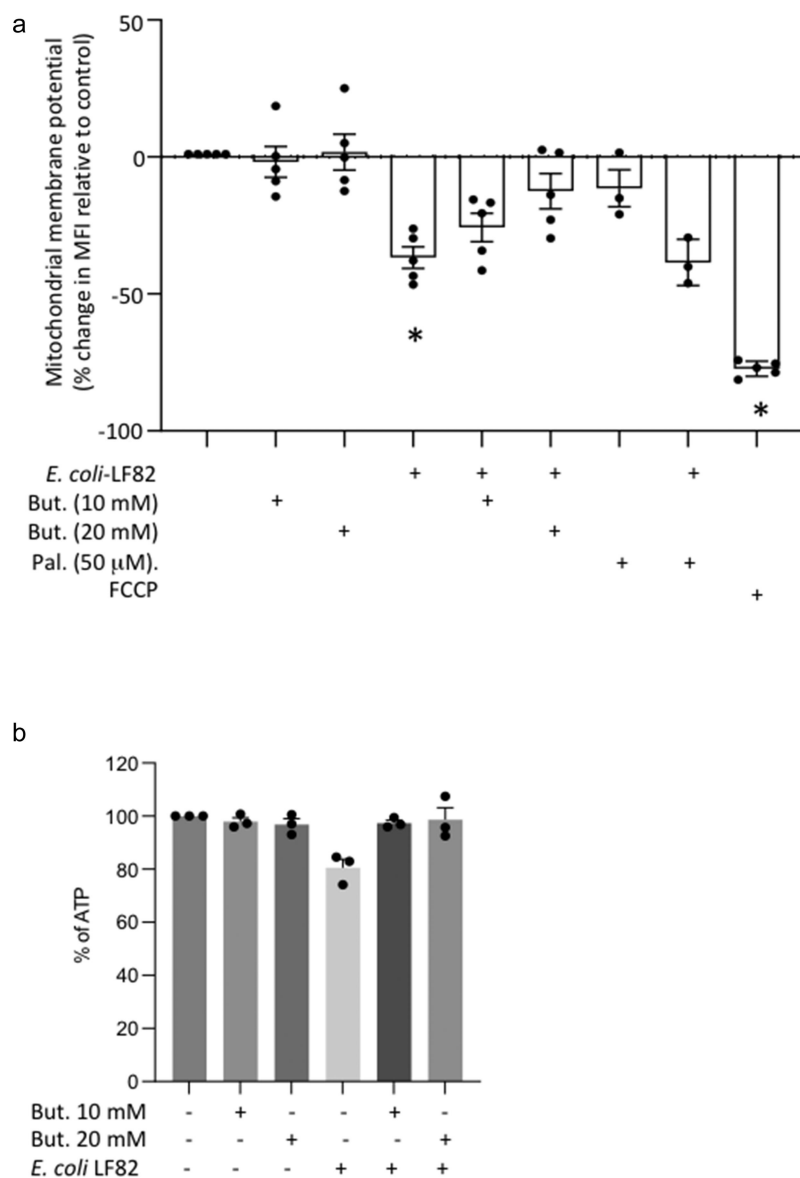 a
Mitochondrial membrane potential
(% change in MFI relative to control)
50
0
-50
-100
*
*
E. coli-LF82 + + + +
But. (10 mM) + +
But. (20 mM) + +
Pal. (50 μM). + +
FCCP +
b
% of ATP
120
100
80
60
40
20
0
But. 10 mM - + - - + -
But. 20 mM - - + - - +
E. coli LF82 - - - + + +